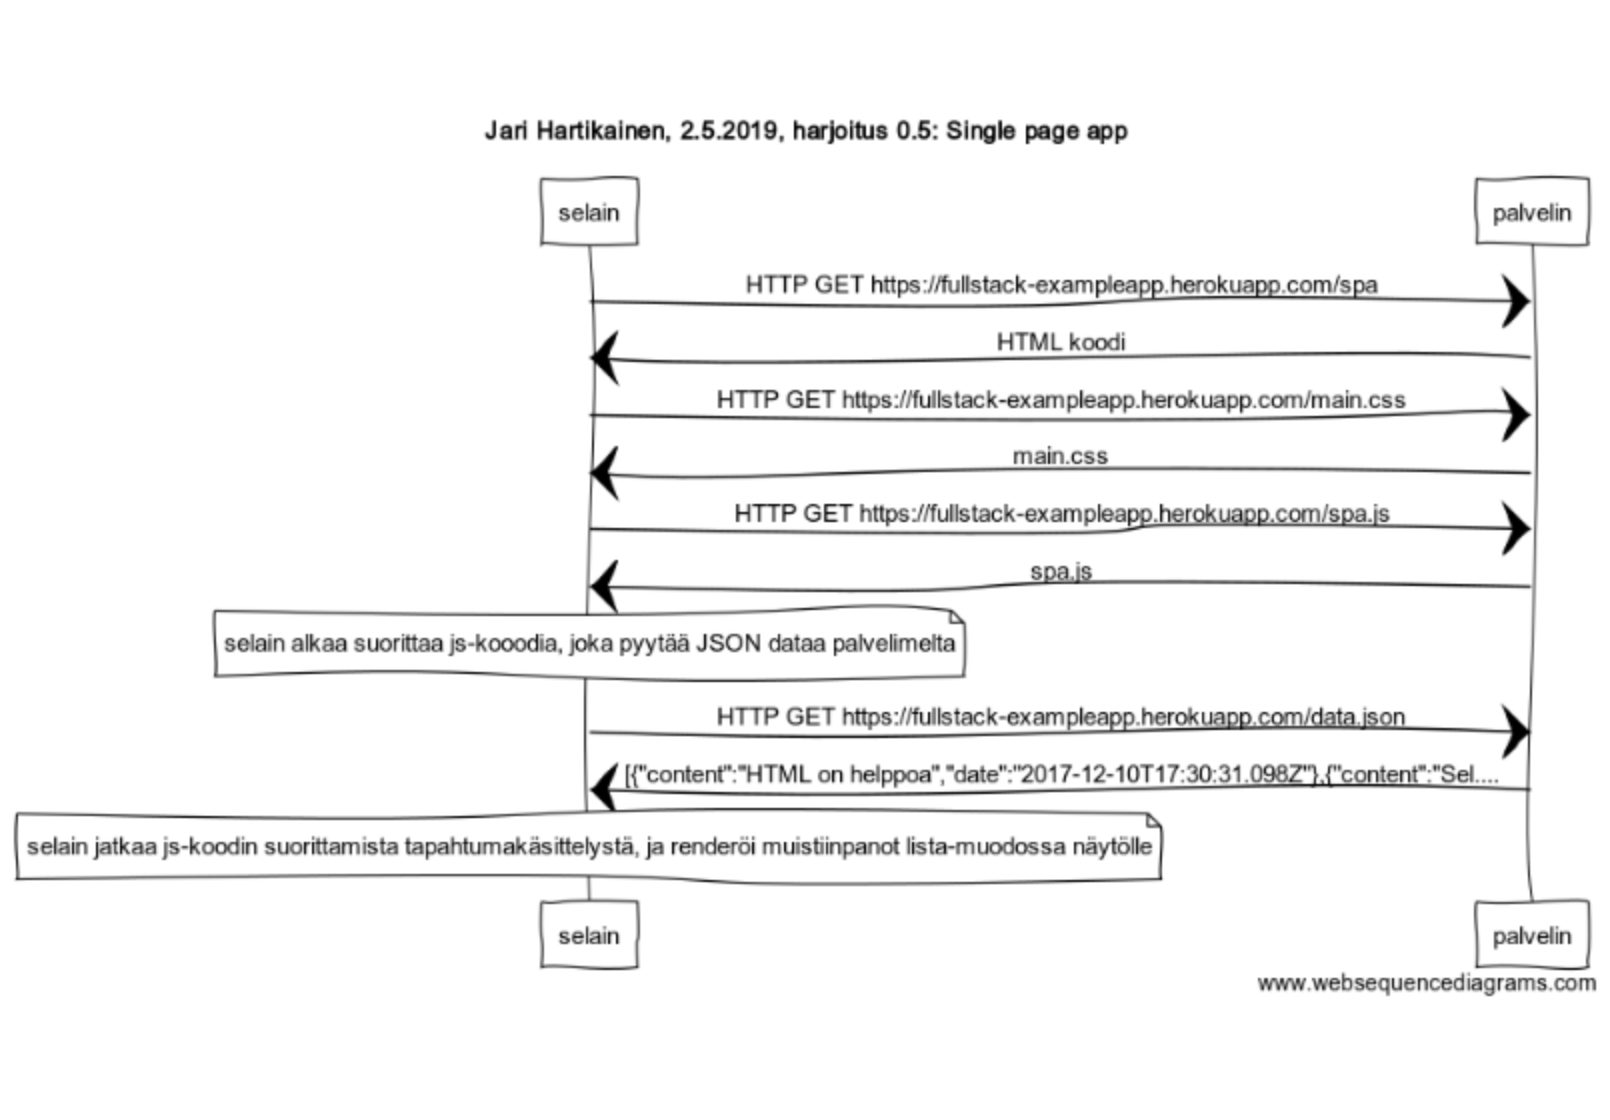 Jari Hartikainen, 2.5.2019, harjoitus 0.5: Single page app
selain
palvelin
HTTP GET https://fullstack-exampleapp.herokuapp.com/spa
HTML koodi
HTTP GET https://fullstack-exampleapp.herokuapp.com/main.css
main.css
HTTP GET https://fullstack-exampleapp.herokuapp.com/spa.js
spa.js
selain alkaa suorittaa js-kooodia, joka pyytää JSON dataa palvelimelta
HTTP GET https://fullstack-exampleapp.herokuapp.com/data.json
[{"content":"HTML on helppoa","date":"2017-12-10T17:30:31.098Z"},{"content":"Sel....
selain jatkaa js-koodin suorittamista tapahtumakäsittelystä, ja renderöi muistiinpanot lista-muodossa näytölle
selain
palvelin
www.websequencediagrams.com